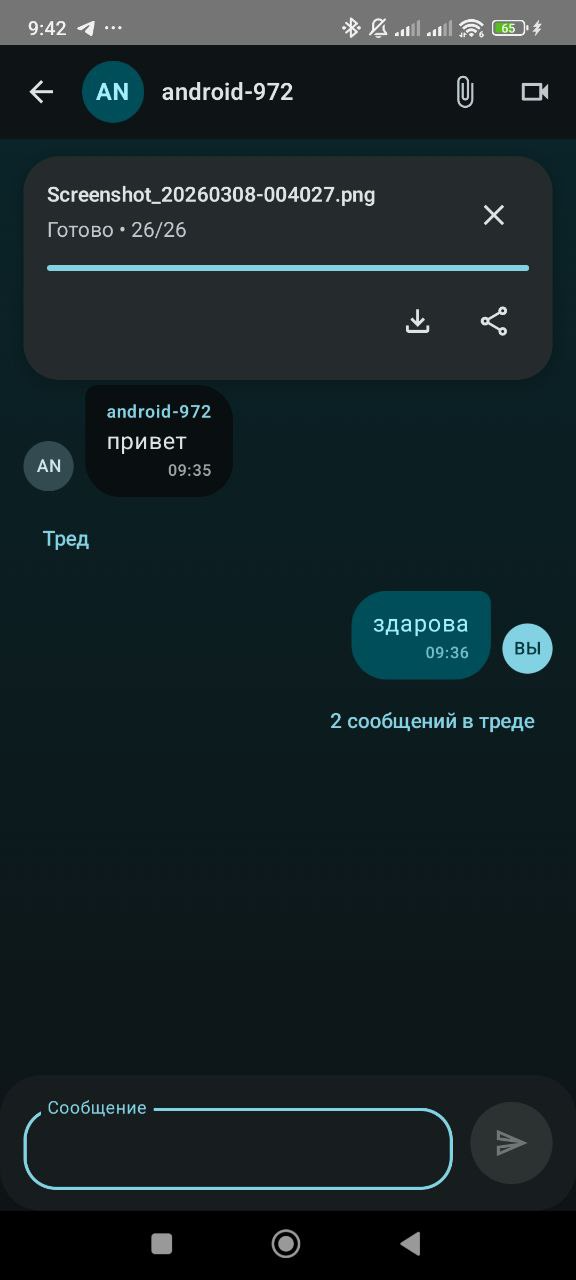 9:42
65
AN
android-972
Screenshot_20260308-004027.png
Готово • 26/26
android-972
привет
09:35
AN
Тред
здарова
09:36
ВЫ
2 сообщений в треде
Сообщение